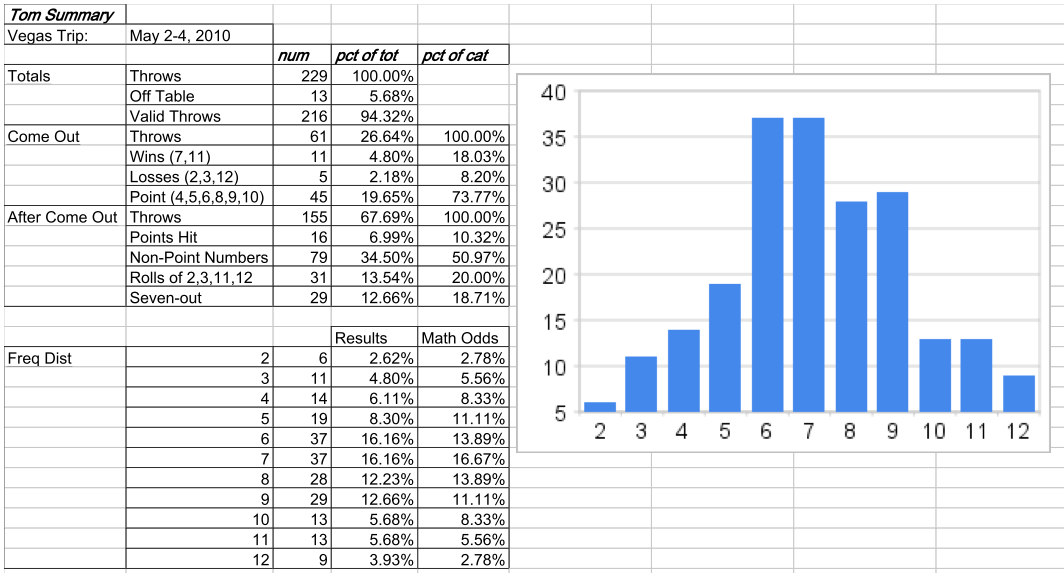 Tom Summary
Vegas Trip: May 2-4, 2010
num pct of tot pct of cat
Totals Throws 229 100.00%
Off Table 13 5.68%
Valid Throws 216 94.32%
Come Out Throws 61 26.64% 100.00%
Wins (7,11) 11 4.80% 18.03%
Losses (2,3,12) 5 2.18% 8.20%
Point (4,5,6,8,9,10) 45 19.65% 73.77%
After Come Out Throws 155 67.69% 100.00%
Points Hit 16 6.99% 10.32%
Non-Point Numbers 79 34.50% 50.97%
Rolls of 2,3,11,12 31 13.54% 20.00%
Seven-out 29 12.66% 18.71%
Results Math Odds
Freq Dist 2 6 2.62% 2.78%
3 11 4.80% 5.56%
4 14 6.11% 8.33%
5 19 8.30% 11.11%
6 37 16.16% 13.89%
7 37 16.16% 16.67%
8 28 12.23% 13.89%
9 29 12.66% 11.11%
10 13 5.68% 8.33%
11 13 5.68% 5.56%
12 9 3.93% 2.78%
40
35
30
25
20
15
10
5
2 3 4 5 6 7 8 9 10 11 12